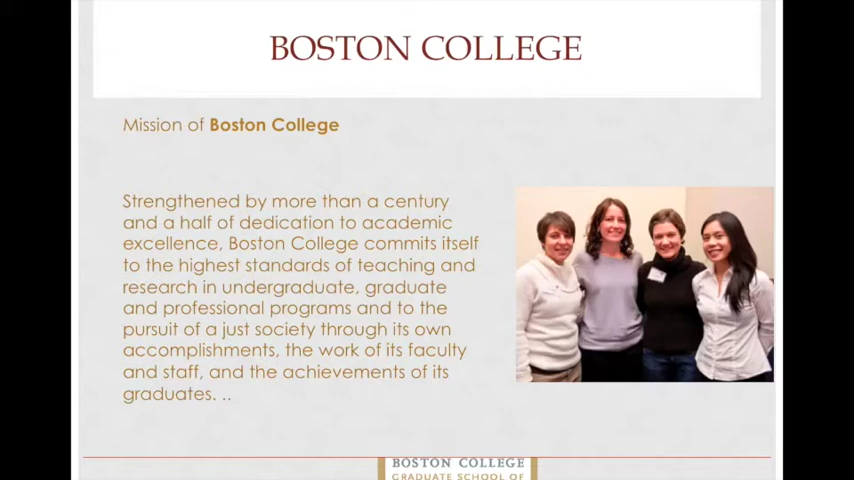 BOSTON COLLEGE
Mission of Boston College
Strengthened by more than a century
and a half of dedication to academic
excellence, Boston College commits itself
to the highest standards of teaching and
research in undergraduate, graduate
and professional programs and to the
pursuit of a just society through its own
accomplishments, the work of its faculty
and staff, and the achievements of its
graduates. ..
BOSTON COLLEGE
GRADUATE SCHOOL OF